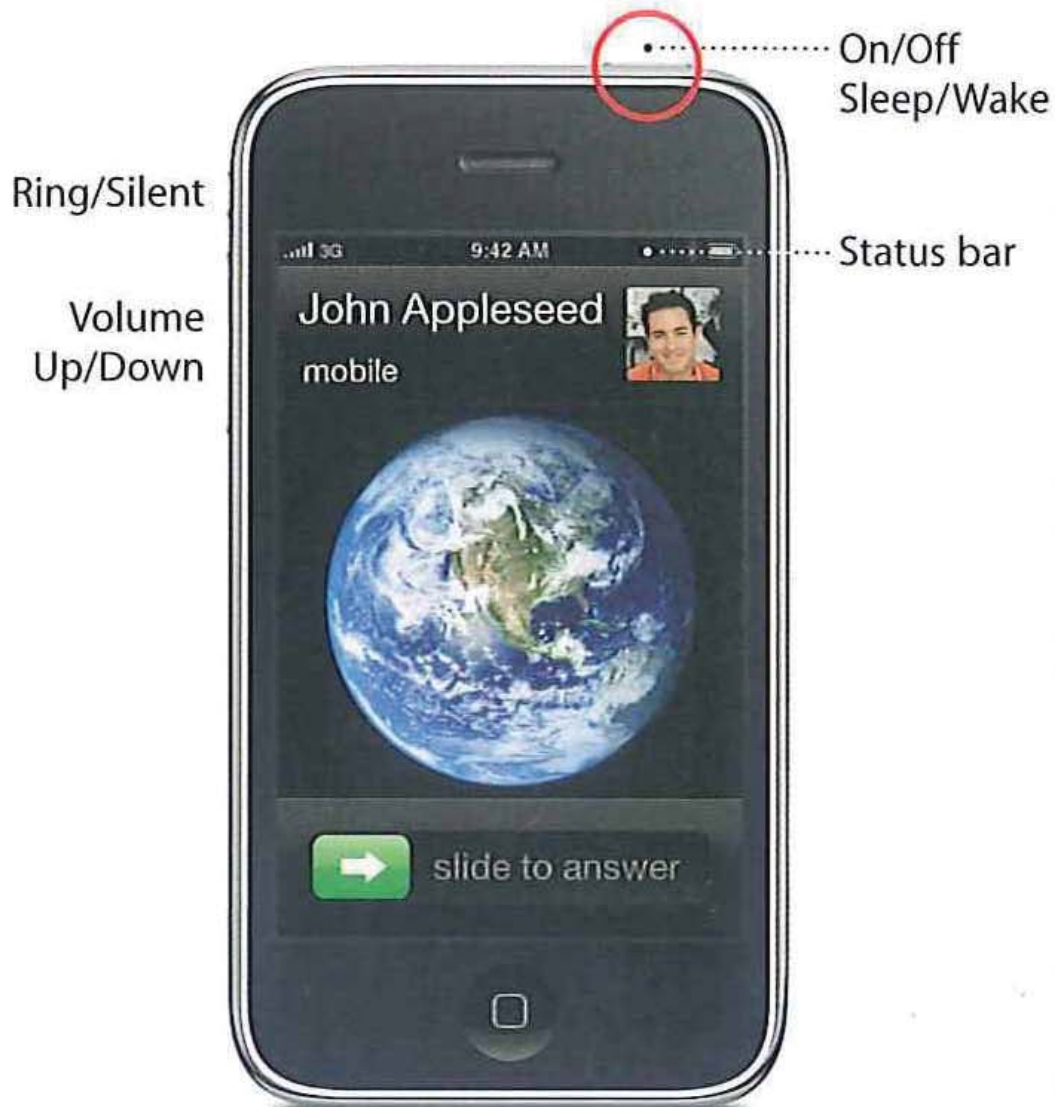 On/Off
Sleep/Wake
Ring/Silent
3G 9:42 AM
Status bar
John Appleseed
mobile
Volume
Up/Down
slide to answer